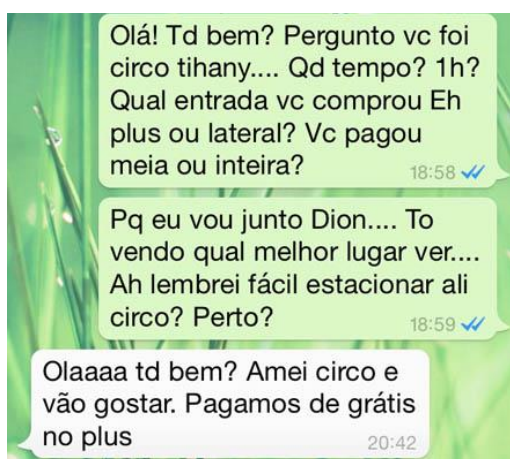 Olá! Td bem? Pergunto vc foi
circo tihany.... Qd tempo? 1h?
Qual entrada vc comprou Eh
plus ou lateral? Vc pagou
meia ou inteira?
18:58
Pq eu vou junto Dion.... To
vendo qual melhor lugar ver....
Ah lembrei fácil estacionar ali
circo? Perto?
18:59
Olaaaa td bem? Amei circo e
vão gostar. Pagamos de grátis
no plus
20:42